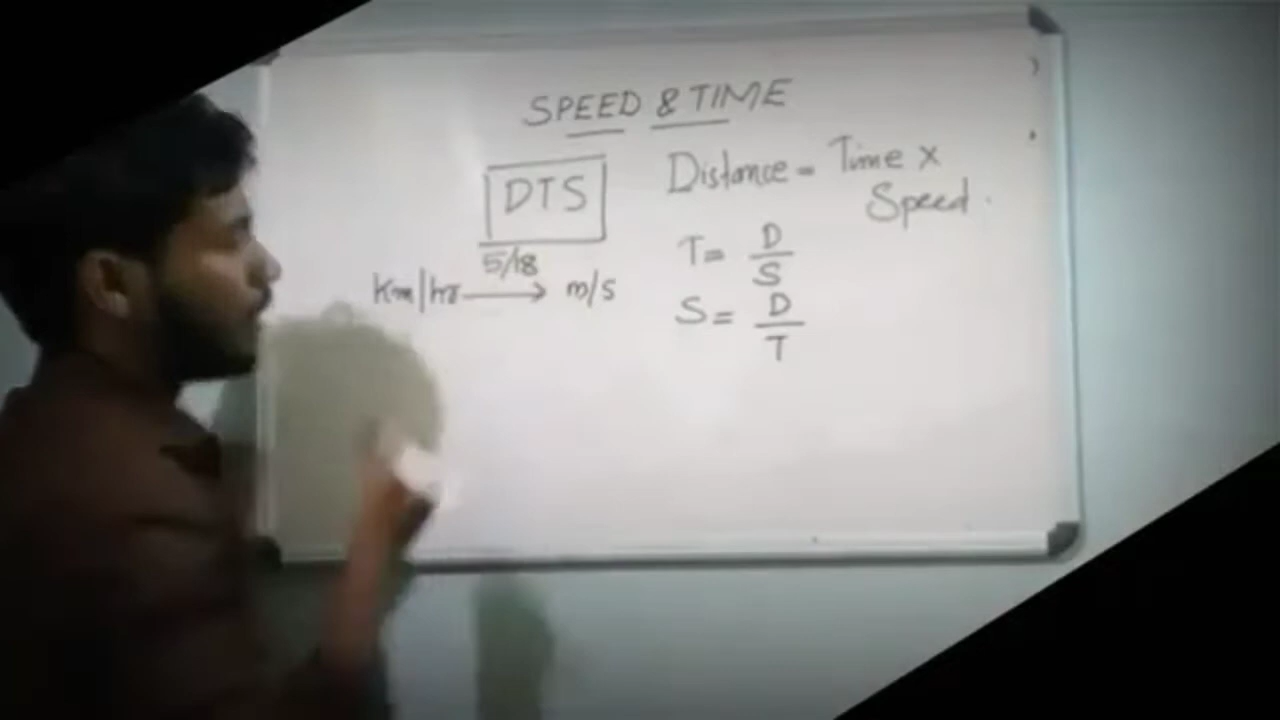 SPEED & TIME
DTS
Distance = Time x
Speed.
5/18
Km/hr → m/s
T = D/S
S = D/T